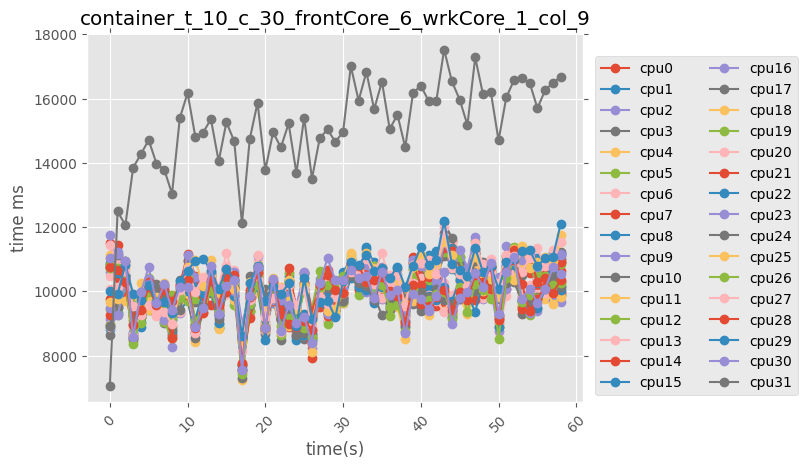 container_t_10_c_30_frontCore_6_wrkCore_1_col_9
18000
16000
14000
12000
10000
8000
time ms
0
10
20
30
40
50
60
time(s)
cpu0
cpu1
cpu2
cpu3
cpu4
cpu5
cpu6
cpu7
cpu8
cpu9
cpu10
cpu11
cpu12
cpu13
cpu14
cpu15
cpu16
cpu17
cpu18
cpu19
cpu20
cpu21
cpu22
cpu23
cpu24
cpu25
cpu26
cpu27
cpu28
cpu29
cpu30
cpu31